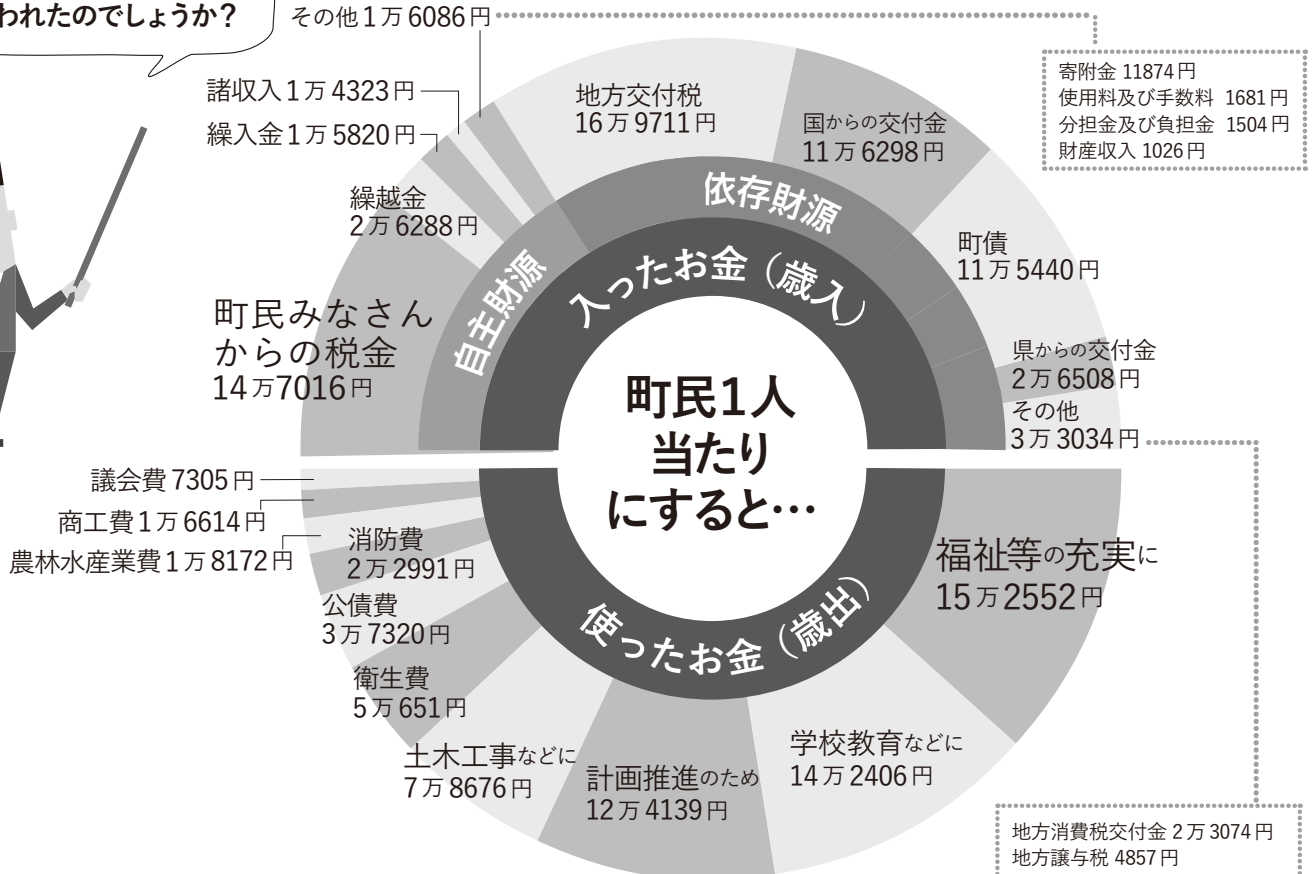 われたのでしょうか？
その他1万6086円
諸収入1万4323円
繰入金1万5820円
繰越金
2万6288円
町民みなさん
からの税金
14万7016円
自主財源
地方交付税
16万9711円
国からの交付金
11万6298円
依存財源
町債
11万5440円
県からの交付金
2万6508円
その他
3万3034円
寄附金 11874円
使用料及び手数料 1681円
分担金及び負担金 1504円
財産収入 1026円
入ったお金（歳入）
町民1人
当たり
にすると…
使ったお金（歳出）
議会費7305円
商工費1万6614円
農林水産業費1万8172円
消防費
2万2991円
公債費
3万7320円
衛生費
5万651円
土木工事などに
7万8676円
計画推進のため
12万4139円
学校教育などに
14万2406円
福祉等の充実に
15万2552円
地方消費税交付金 2万3074円
地方譲与税 4857円